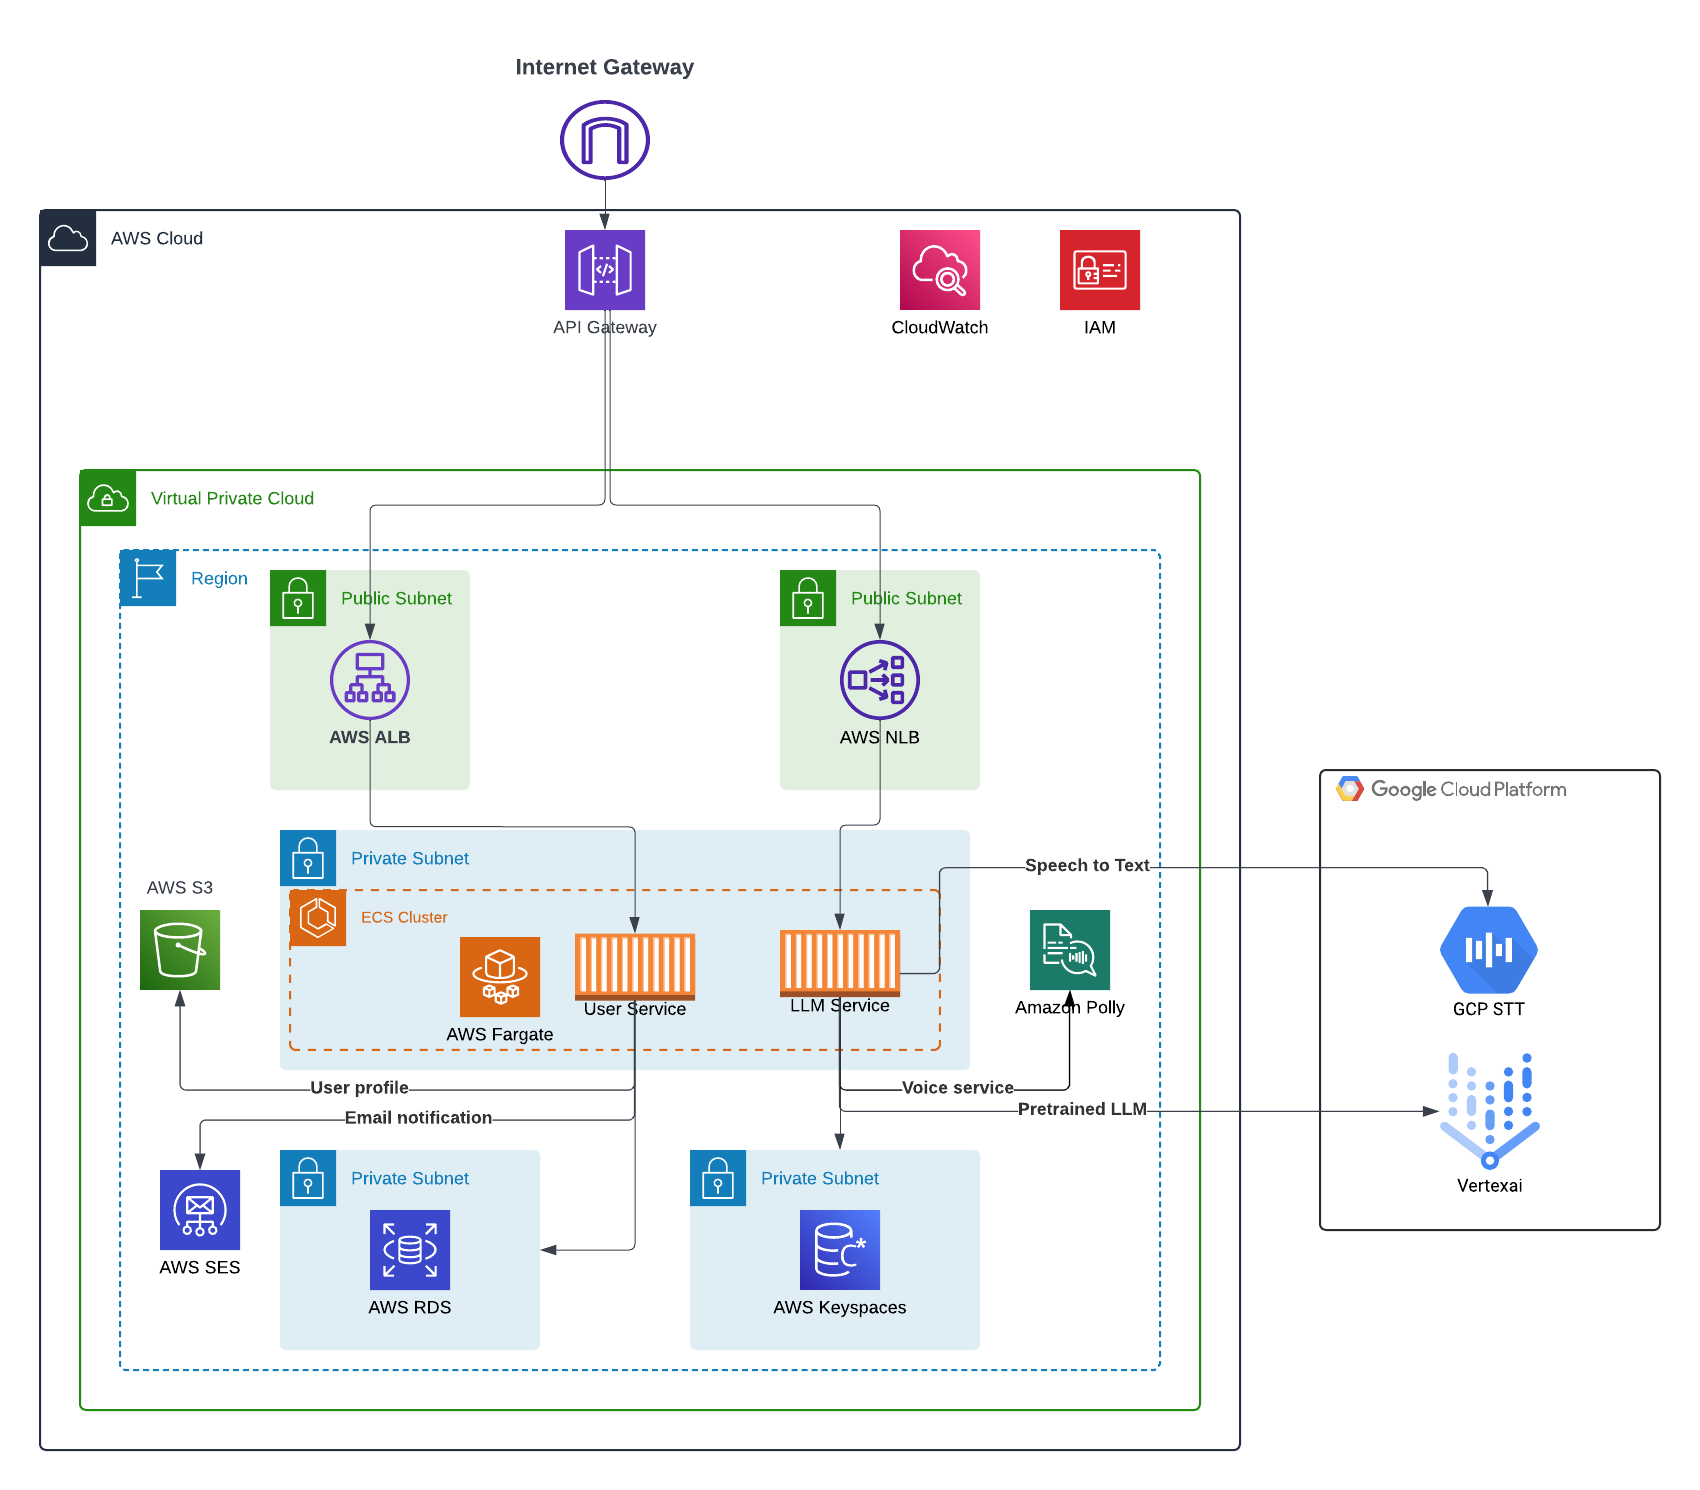 Internet Gateway
AWS Cloud
API Gateway
CloudWatch
IAM
Virtual Private Cloud
Region
Public Subnet
Public Subnet
AWS ALB
AWS NLB
Google Cloud Platform
Private Subnet
Speech to Text
AWS S3
ECS Cluster
AWS Fargate
User Service
LLM Service
Amazon Polly
GCP STT
User profile
Voice service
Email notification
Pretrained LLM
Private Subnet
Private Subnet
C*
Vertexai
AWS SES
AWS RDS
AWS Keyspaces